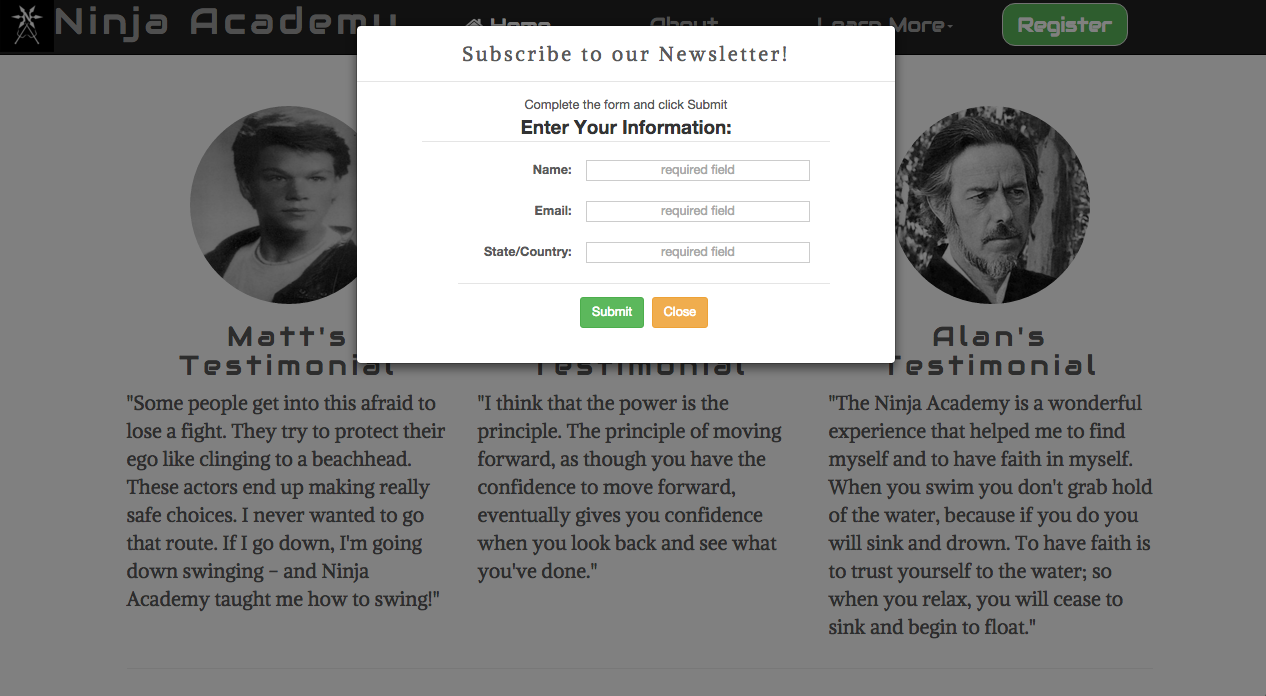 Ninja Academy
Home
About
Learn More
Register
Subscribe to our Newsletter!
Complete the form and click Submit
Enter Your Information:
Name:
required field
Email:
required field
State/Country:
required field
Submit
Close
Matt's
Testimonial
"Some people get into this afraid to
lose a fight. They try to protect their
ego like clinging to a beachhead.
These actors end up making really
safe choices. I never wanted to go
that route. If I go down, I'm going
down swinging – and Ninja
Academy taught me how to swing!"
Testimonial
"I think that the power is the
principle. The principle of moving
forward, as though you have the
confidence to move forward,
eventually gives you confidence
when you look back and see what
you've done."
Alan's
Testimonial
"The Ninja Academy is a wonderful
experience that helped me to find
myself and to have faith in myself.
When you swim you don't grab hold
of the water, because if you do you
will sink and drown. To have faith is
to trust yourself to the water; so
when you relax, you will cease to
sink and begin to float."